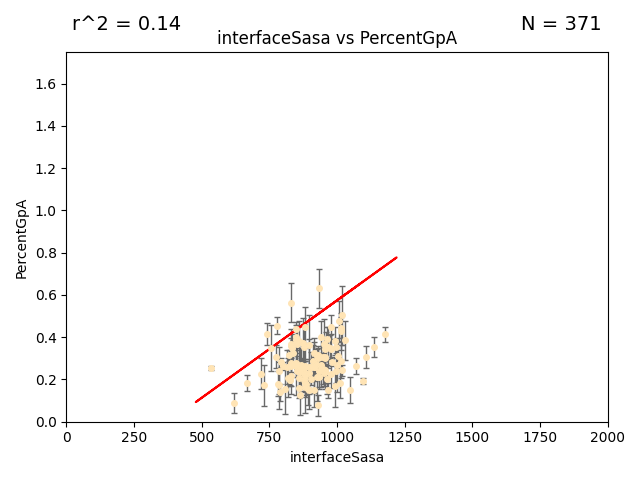 r^2 = 0.14
N = 371
interfaceSasa vs PercentGpA
PercentGpA
1.6
1.4
1.2
1.0
0.8
0.6
0.4
0.2
0.0
0 250 500 750 1000 1250 1500 1750 2000
interfaceSasa